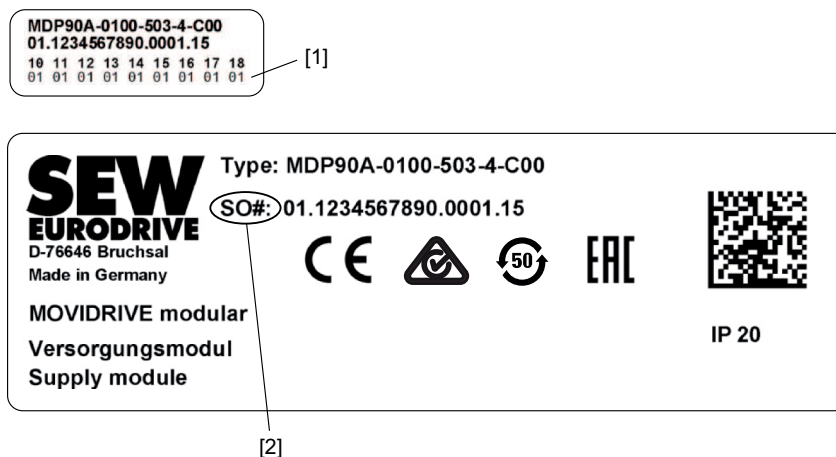 MDP90A-0100-503-4-C00
01.1234567890.0001.15
10 11 12 13 14 15 16 17 18
01 01 01 01 01 01 01 01 01
[1]
SEW
EURODRIVE
D-76646 Bruchsal
Made in Germany
Type: MDP90A-0100-503-4-C00
SO#: 01.1234567890.0001.15
CE
50
EAC
MOVIDRIVE modular
Versorgungsmodul
Supply module
IP 20
[2]